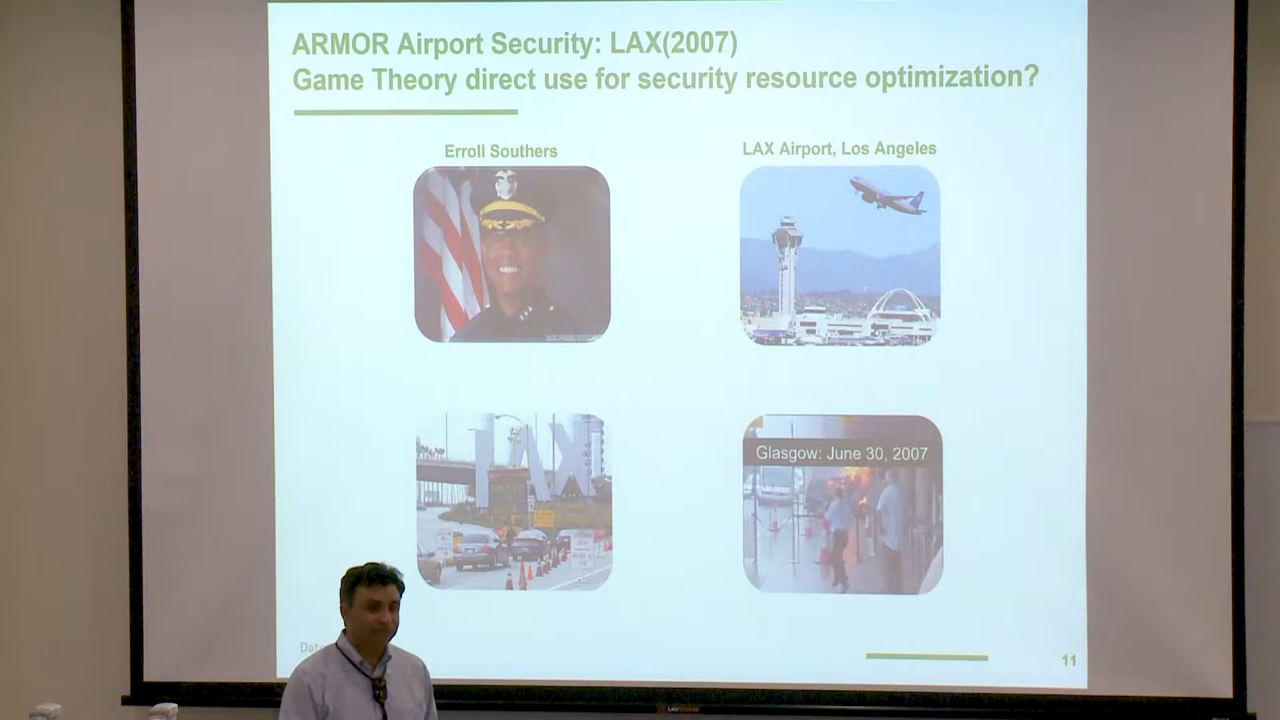 ARMOR Airport Security: LAX(2007)
Game Theory direct use for security resource optimization?
Erroll Southers
LAX Airport, Los Angeles
LAX
Glasgow: June 30, 2007
Dat
11